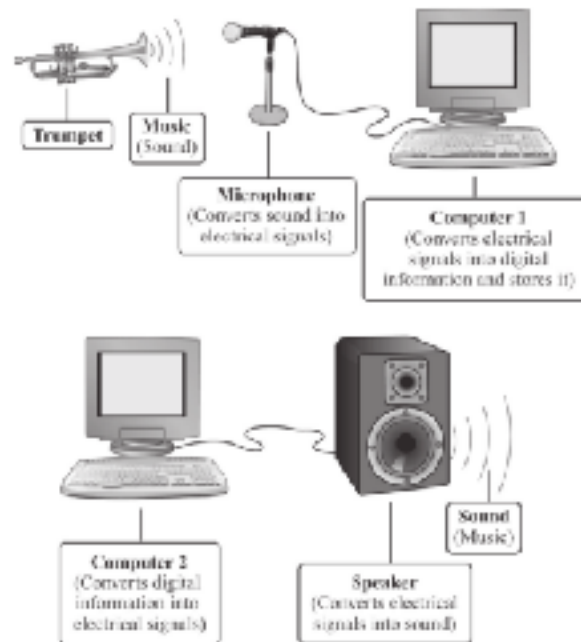 Trumpet
Music
(Sound)
Microphone
(Converts sound into
electrical signals)
Computer 1
(Converts electrical
signals into digital
information and stores it)
Computer 2
(Converts digital
information into
electrical signals)
Speaker
(Converts electrical
signals into sound)
Sound
(Music)